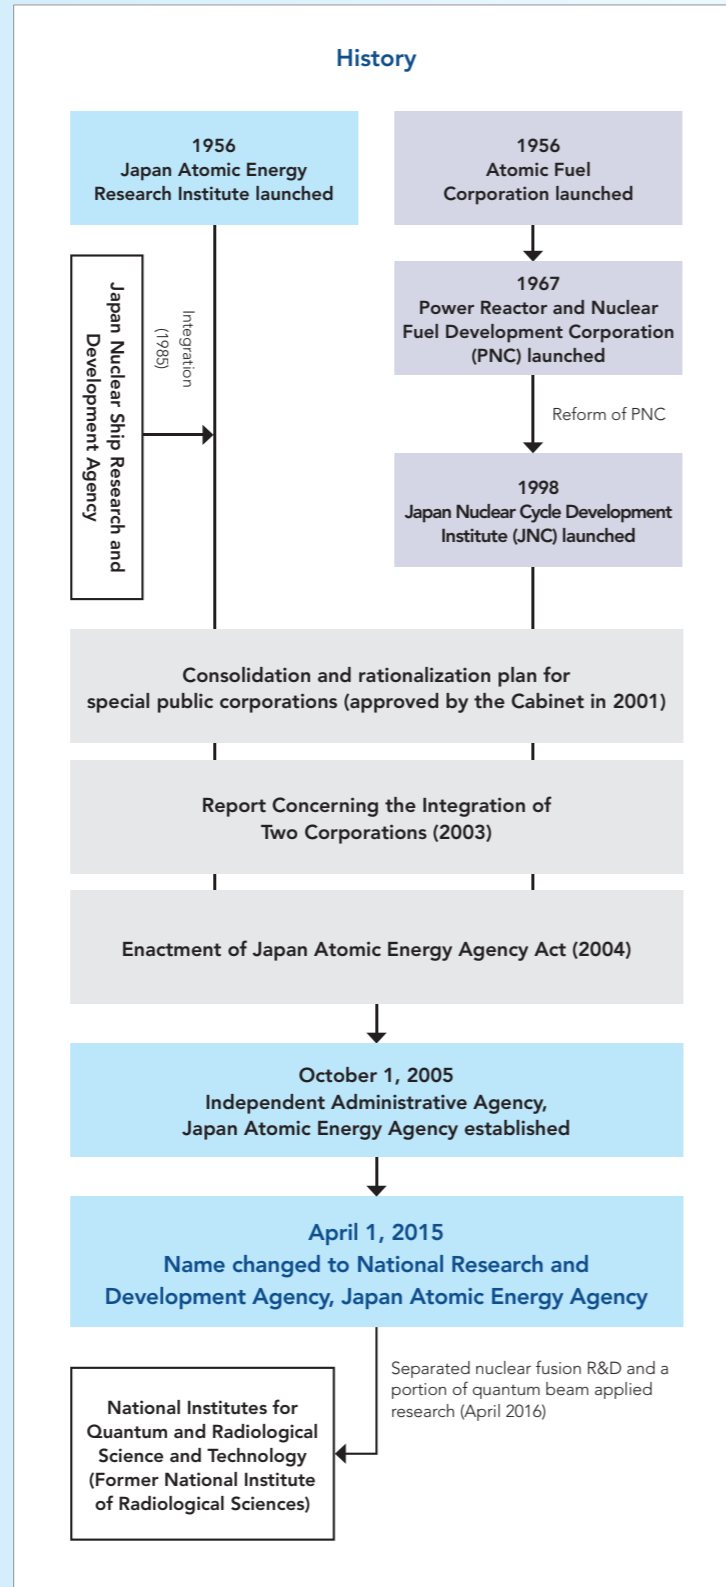 History
1956
Japan Atomic Energy
Research Institute launched
1956
Atomic Fuel
Corporation launched
Japan Nuclear Ship Research and
Development Agency
Integration
(1985)
1967
Power Reactor and Nuclear
Fuel Development Corporation
(PNC) launched
Reform of PNC
1998
Japan Nuclear Cycle Development
Institute (JNC) launched
Consolidation and rationalization plan for
special public corporations (approved by the Cabinet in 2001)
Report Concerning the Integration of
Two Corporations (2003)
Enactment of Japan Atomic Energy Agency Act (2004)
October 1, 2005
Independent Administrative Agency,
Japan Atomic Energy Agency established
April 1, 2015
Name changed to National Research and
Development Agency, Japan Atomic Energy Agency
Separated nuclear fusion R&D and a
portion of quantum beam applied
research (April 2016)
National Institutes for
Quantum and Radiological
Science and Technology
(Former National Institute
of Radiological Sciences)